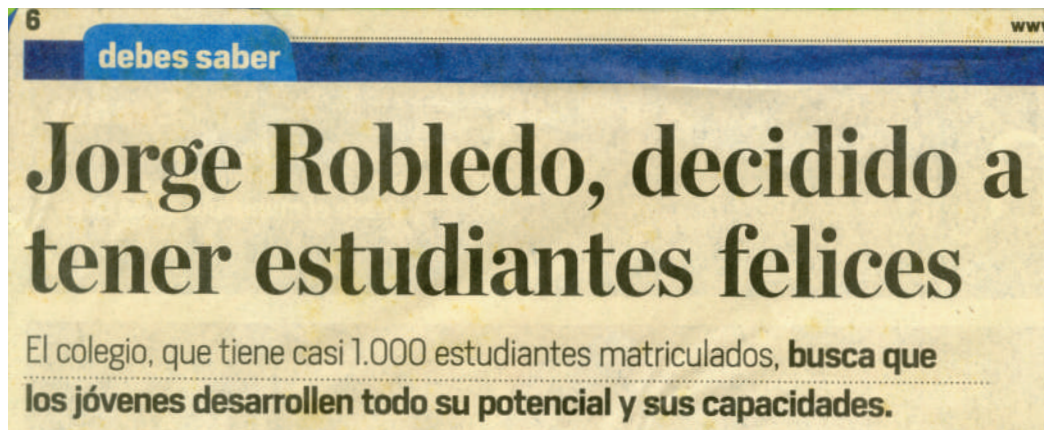 6
www
debes saber
Jorge Robledo, decidido a
tener estudiantes felices
El colegio, que tiene casi 1.000 estudiantes matriculados, busca que
los jóvenes desarrollen todo su potencial y sus capacidades.